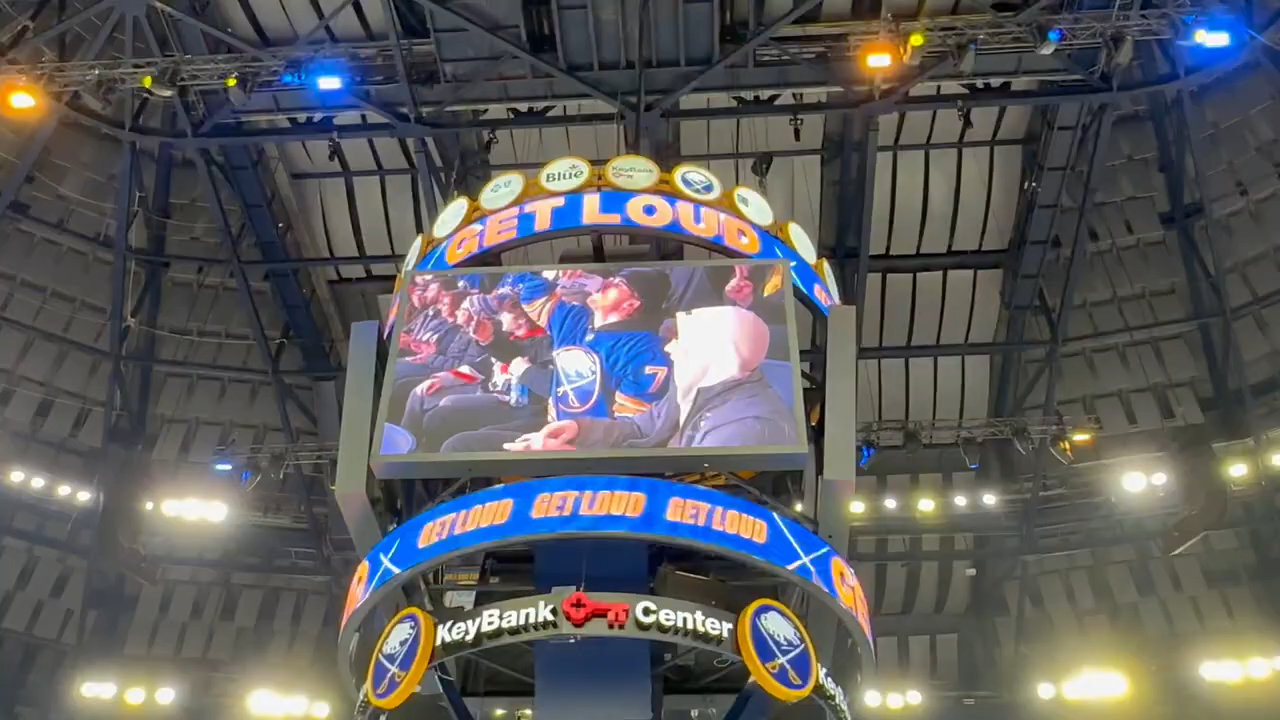 Blue
KeyBank
GET LOUD
7
GET LOUD GET LOUD GET LOUD
KeyBank Center